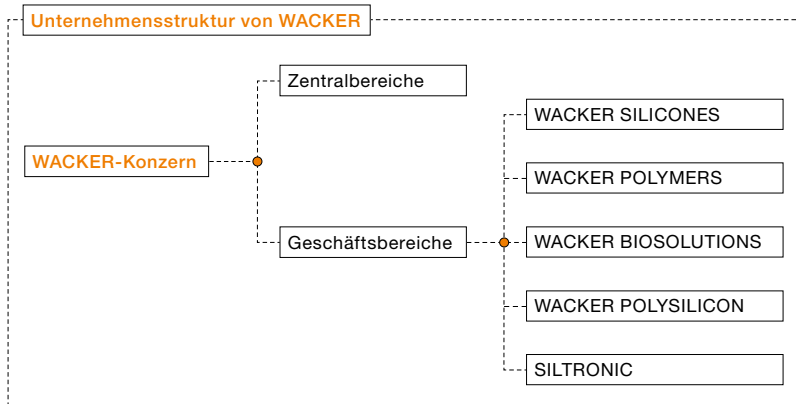 Unternehmensstruktur von WACKER
Zentralbereiche
WACKER SILICONES
WACKER-Konzern
WACKER POLYMERS
Geschäftsbereiche
WACKER BIOSOLUTIONS
WACKER POLYSILICON
SILTRONIC